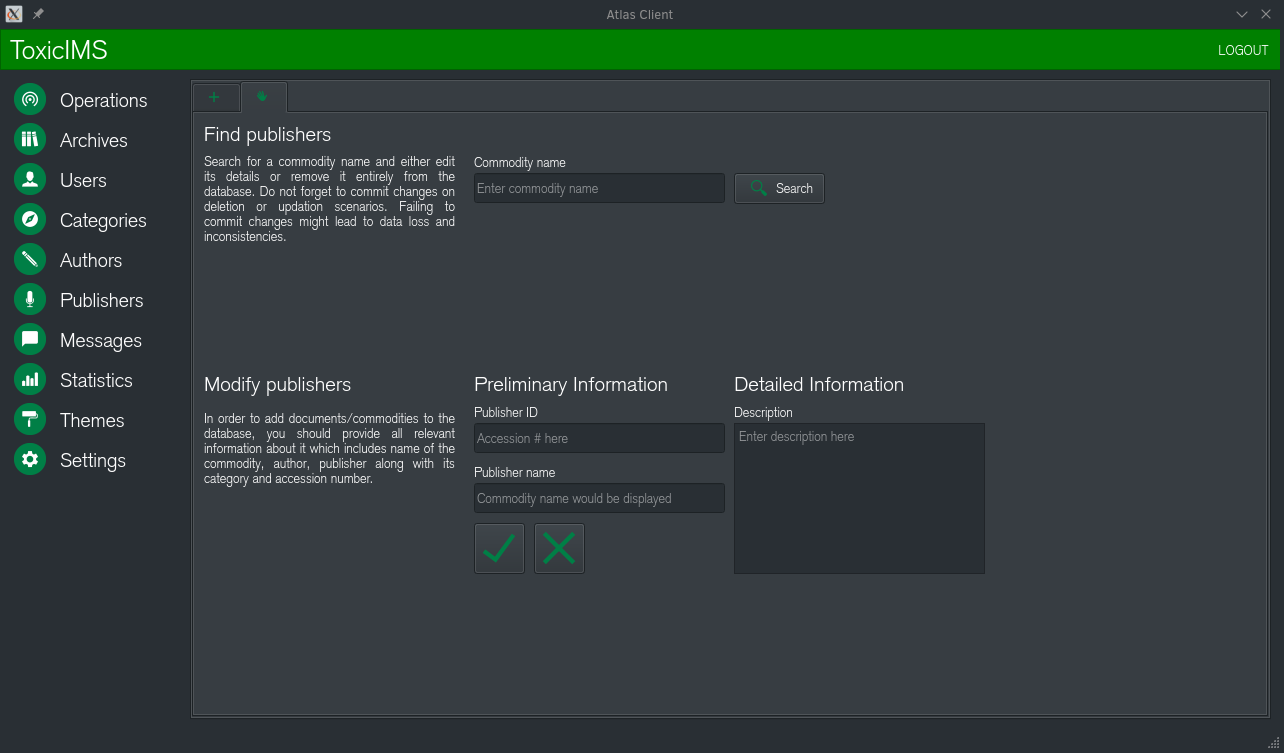 Atlas Client
ToxicIMS
LOGOUT
Operations
Archives
Users
Categories
Authors
Publishers
Messages
Statistics
Themes
Settings
Find publishers
Search for a commodity name and either edit
its details or remove it entirely from the
database. Do not forget to commit changes on
deletion or updation scenarios. Failing to
commit changes might lead to data loss and
inconsistencies.
Commodity name
Enter commodity name
Search
Modify publishers
In order to add documents/commodities to the
database, you should provide all relevant
information about it which includes name of the
commodity, author, publisher along with its
category and accession number.
Preliminary Information
Publisher ID
Accession # here
Publisher name
Commodity name would be displayed
Detailed Information
Description
Enter description here